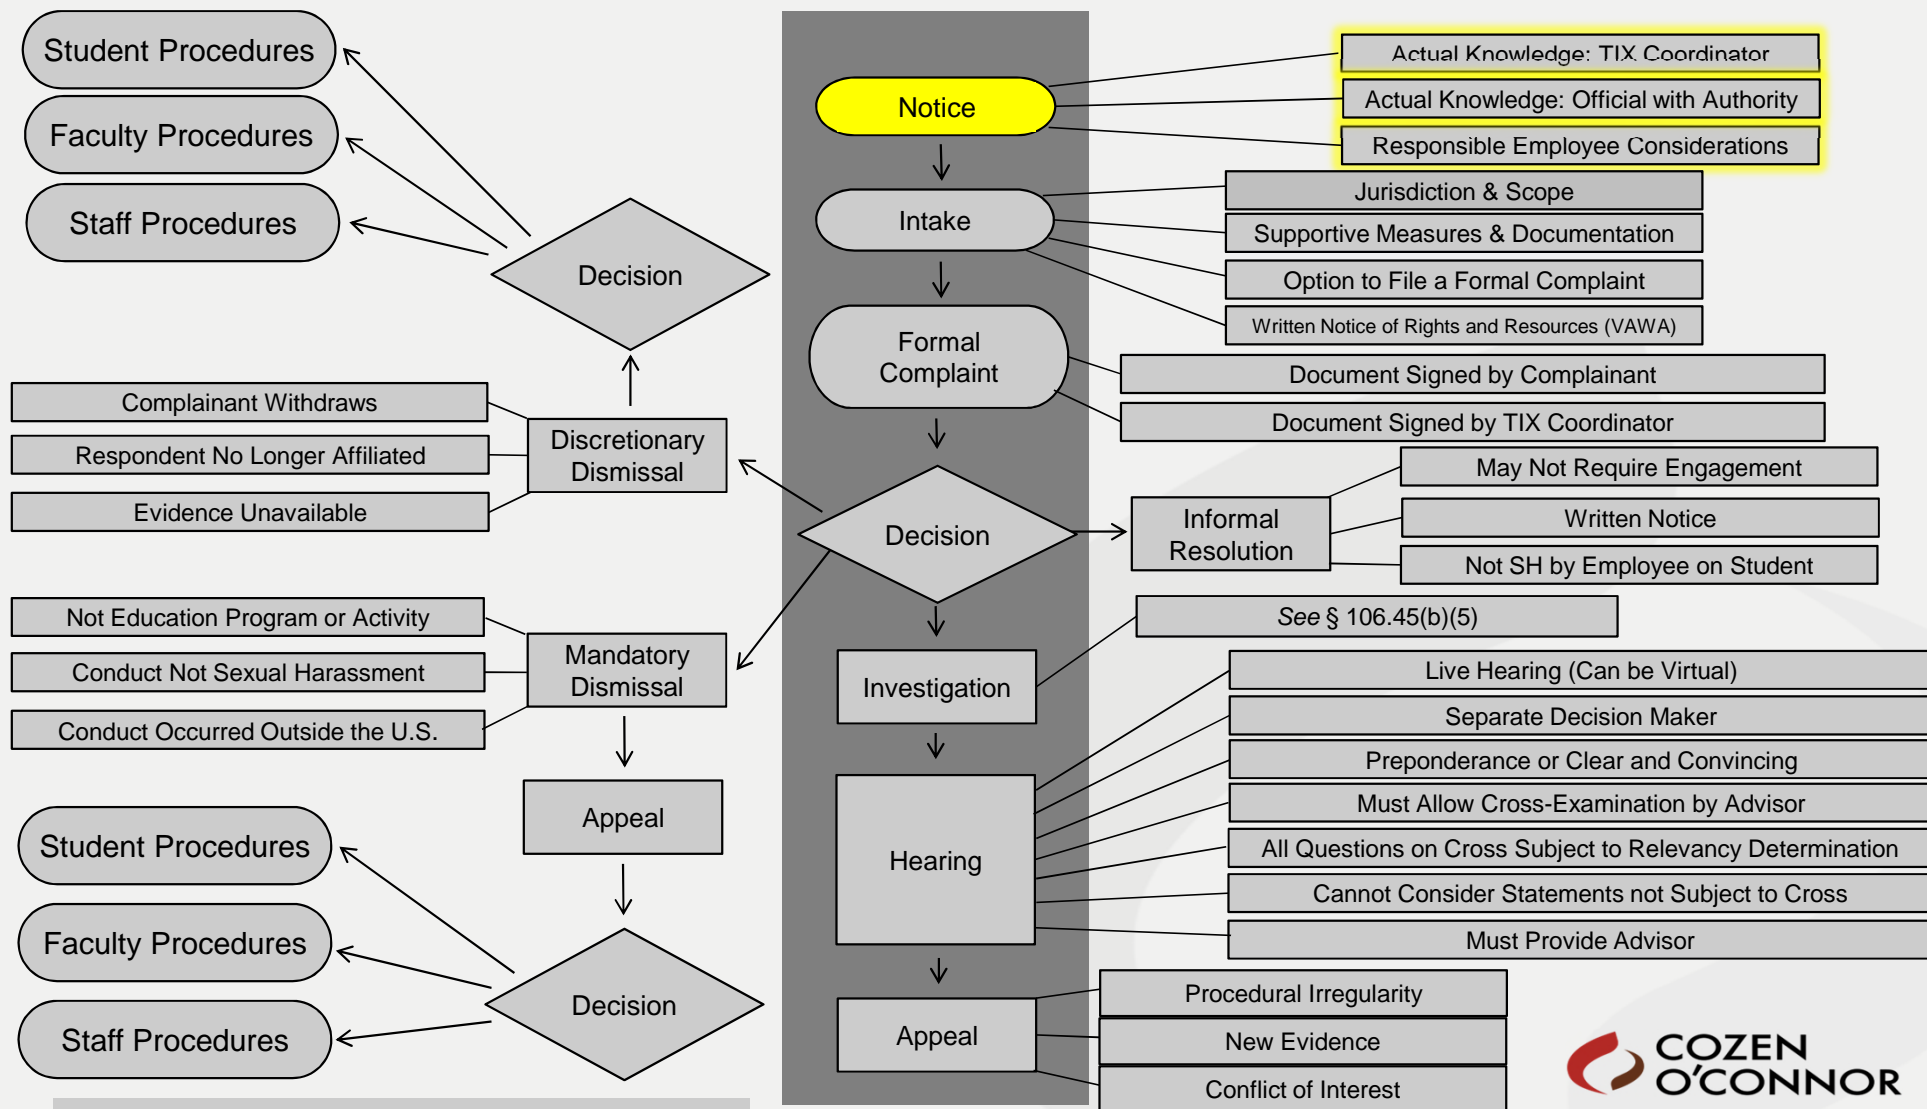 Student Procedures
Faculty Procedures
Staff Procedures
Decision
Complainant Withdraws
Respondent No Longer Affiliated
Evidence Unavailable
Discretionary
Dismissal
Not Education Program or Activity
Conduct Not Sexual Harassment
Conduct Occurred Outside the U.S.
Mandatory
Dismissal
Appeal
Student Procedures
Faculty Procedures
Staff Procedures
Decision
Notice
Actual Knowledge: TIX Coordinator
Actual Knowledge: Official with Authority
Responsible Employee Considerations
Intake
Jurisdiction & Scope
Supportive Measures & Documentation
Option to File a Formal Complaint
Written Notice of Rights and Resources (VAWA)
Formal
Complaint
Document Signed by Complainant
Document Signed by TIX Coordinator
Decision
Informal
Resolution
May Not Require Engagement
Written Notice
Not SH by Employee on Student
Investigation
See § 106.45(b)(5)
Hearing
Live Hearing (Can be Virtual)
Separate Decision Maker
Preponderance or Clear and Convincing
Must Allow Cross-Examination by Advisor
All Questions on Cross Subject to Relevancy Determination
Cannot Consider Statements not Subject to Cross
Must Provide Advisor
Appeal
Procedural Irregularity
New Evidence
Conflict of Interest
COZEN
O'CONNOR